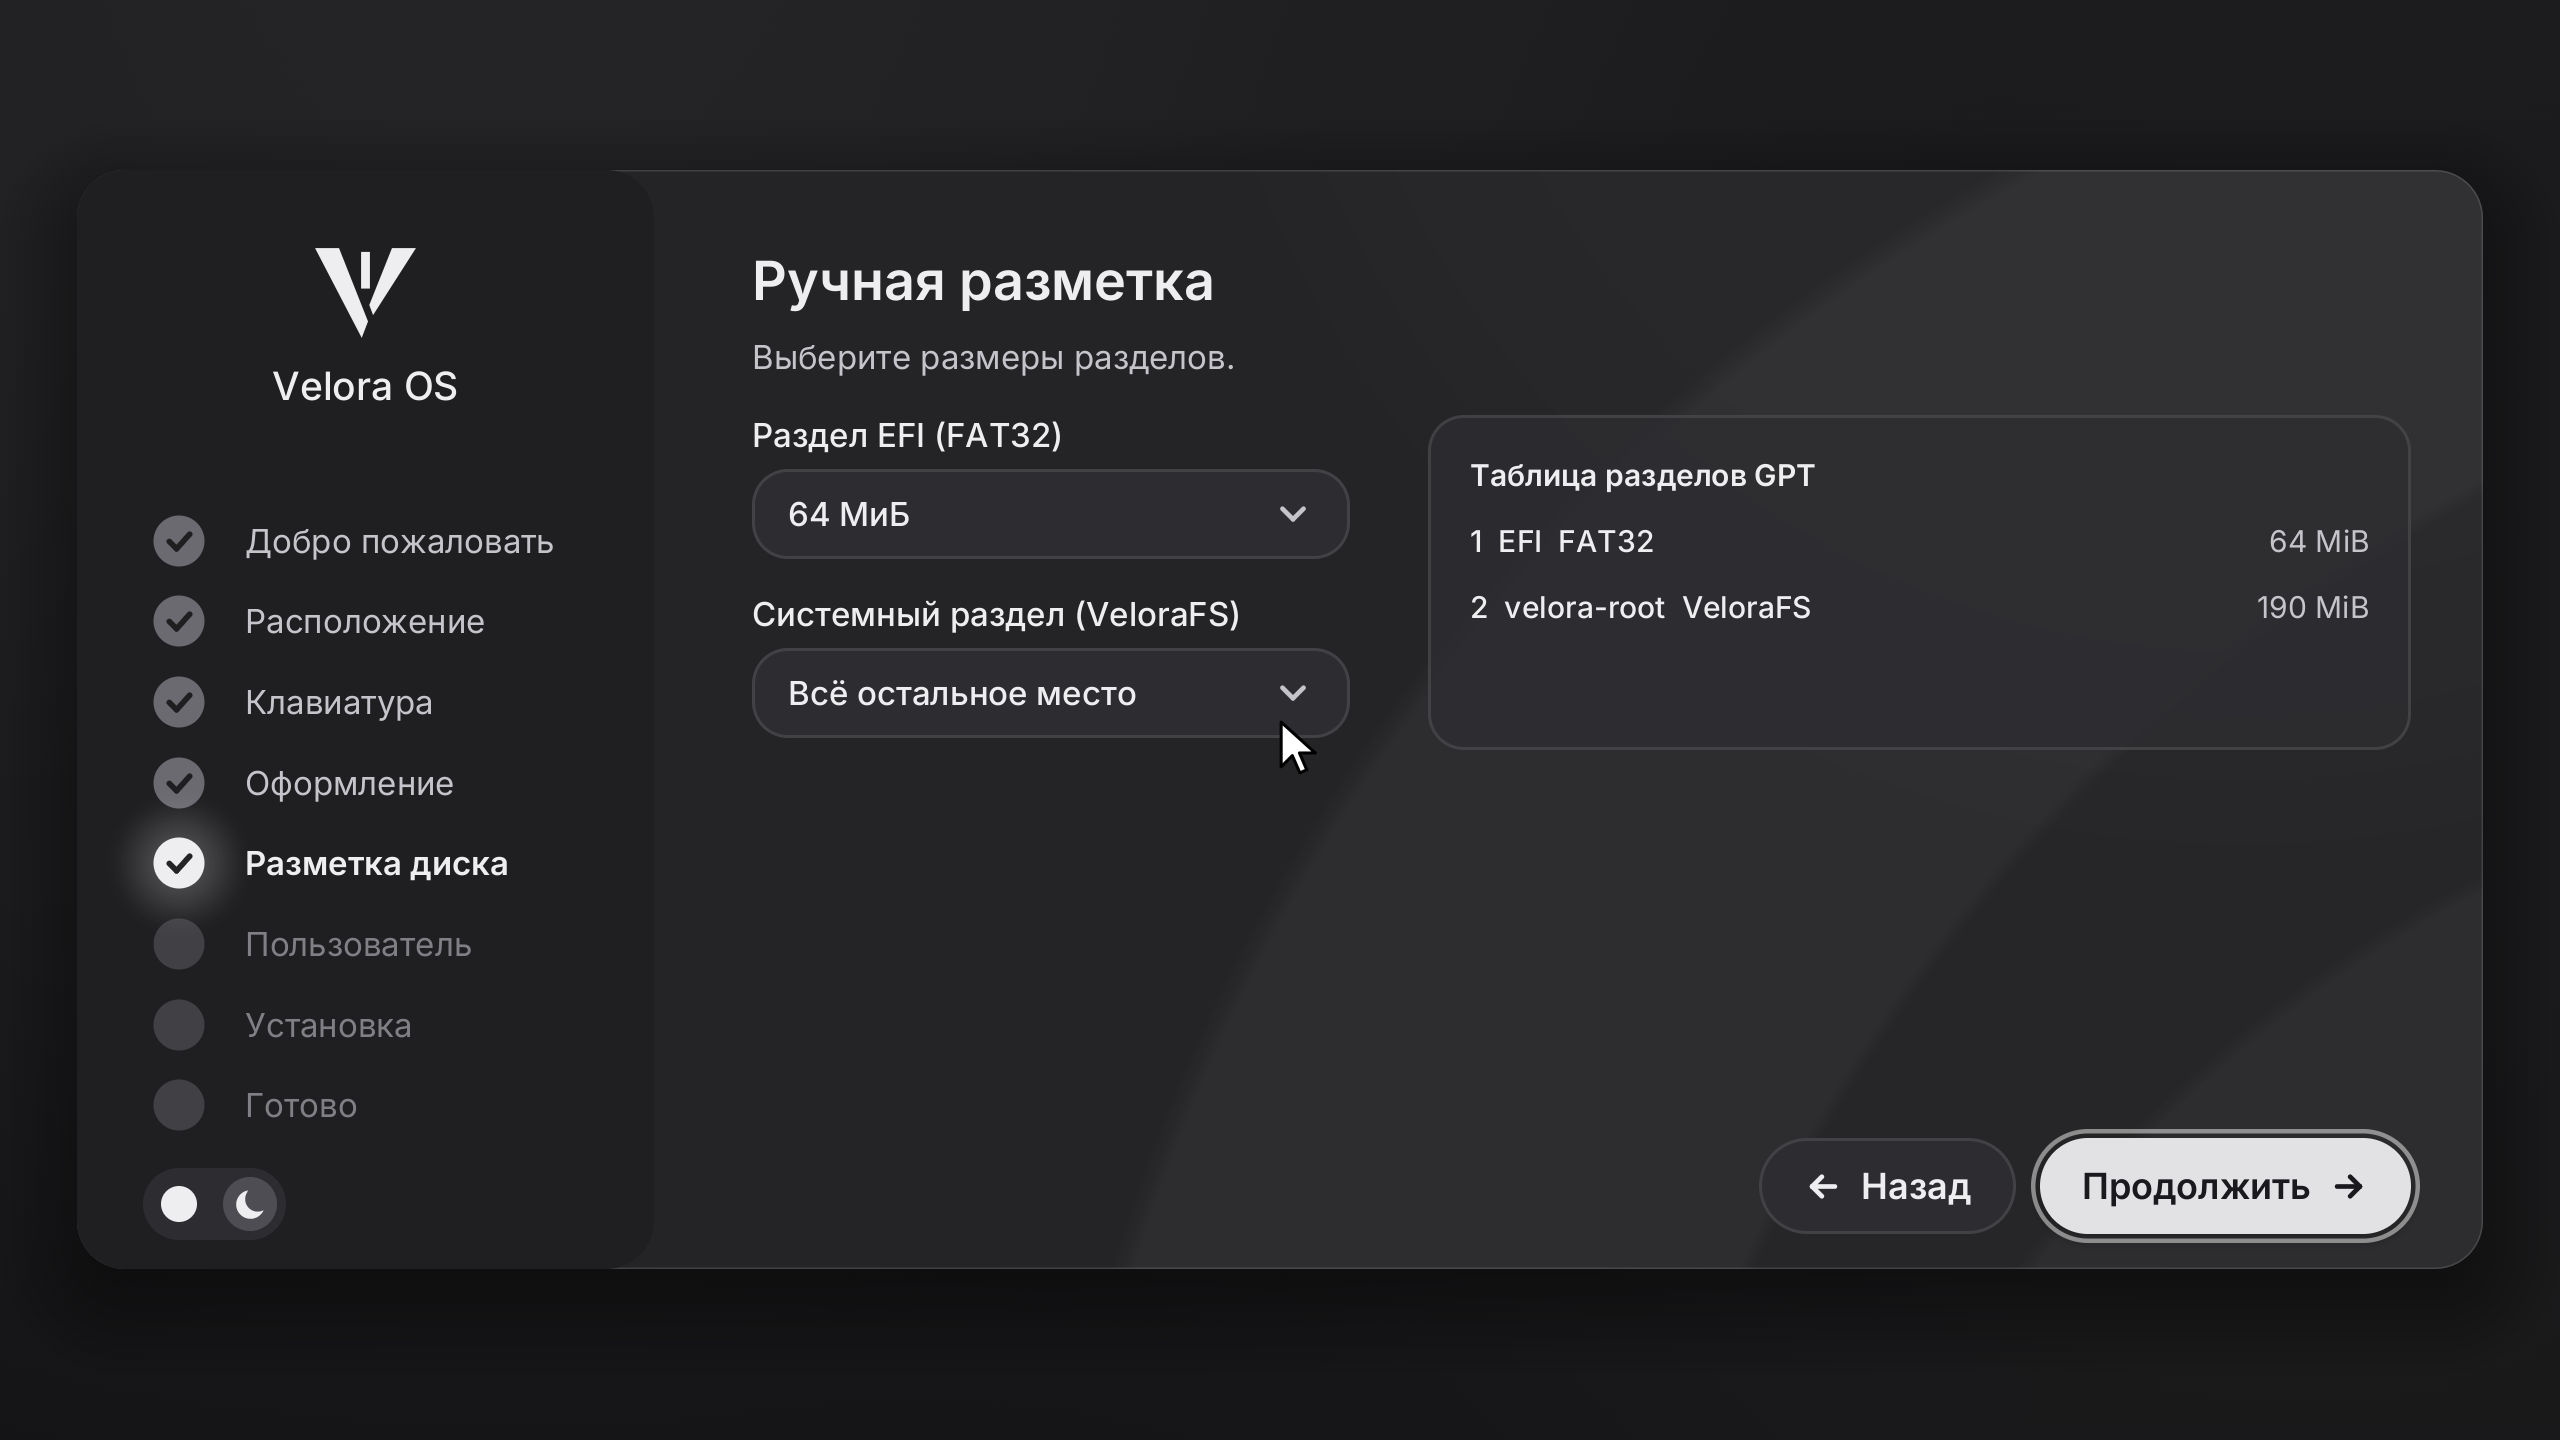 Velora OS
Добро пожаловать
Расположение
Клавиатура
Оформление
Разметка диска
Пользователь
Установка
Готово
Ручная разметка
Выберите размеры разделов.
Раздел EFI (FAT32)
64 МиБ
Системный раздел (VeloraFS)
Всё остальное место
Таблица разделов GPT
1 EFI FAT32 64 MiB
2 velora-root VeloraFS 190 MiB
Назад
Продолжить